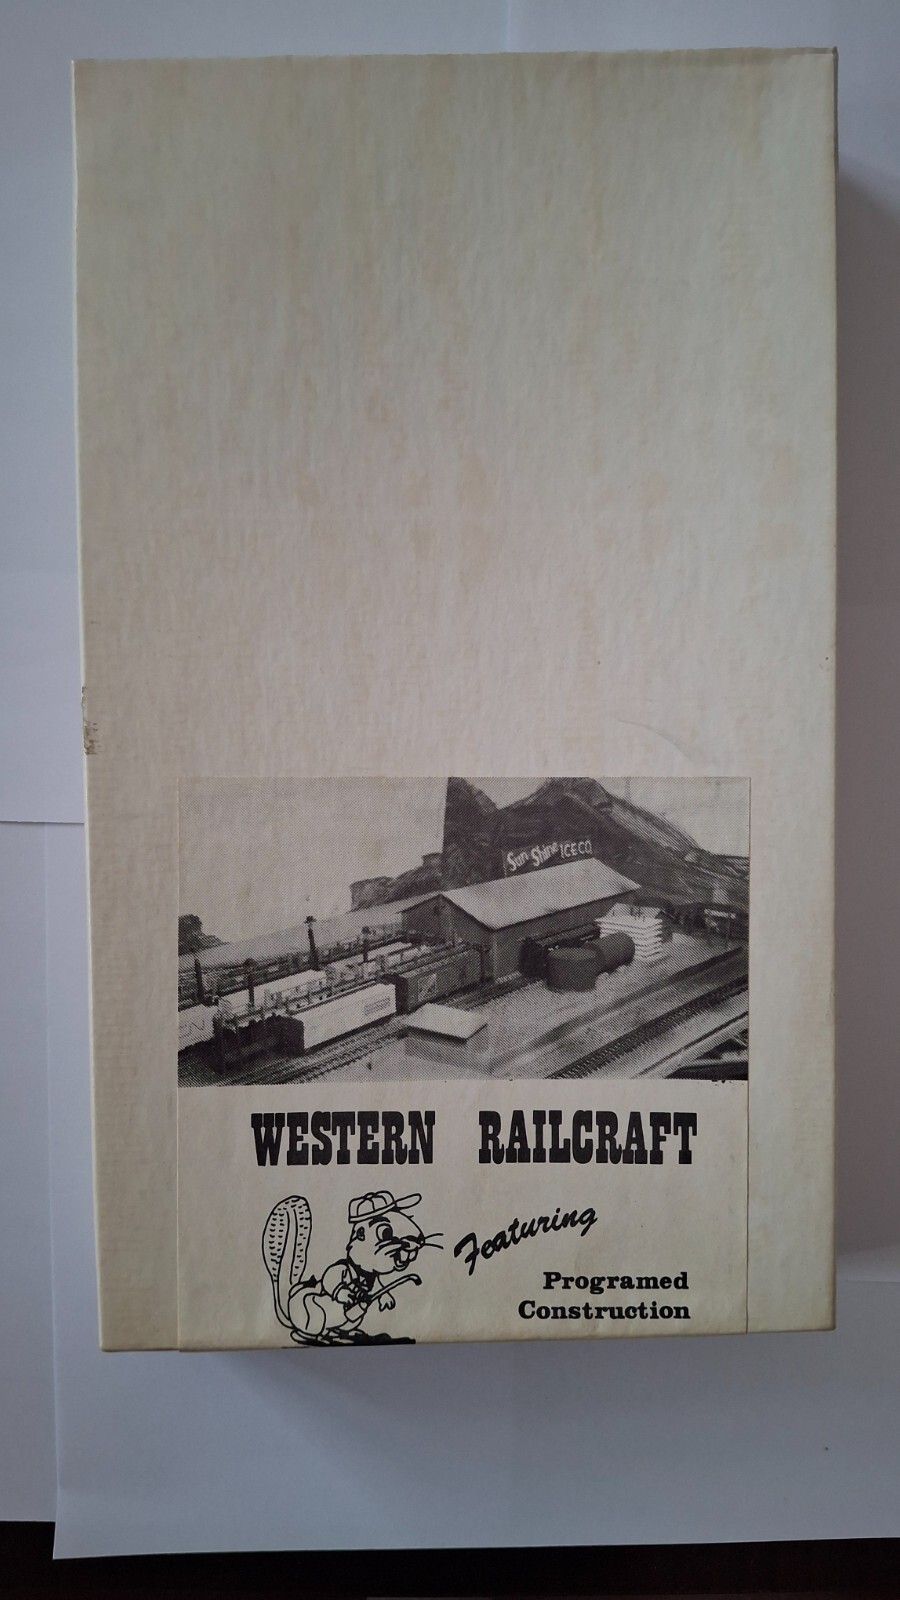 Sun-Shine ICE CO.
WESTERN RAILCRAFT
Featuring
Programed
Construction